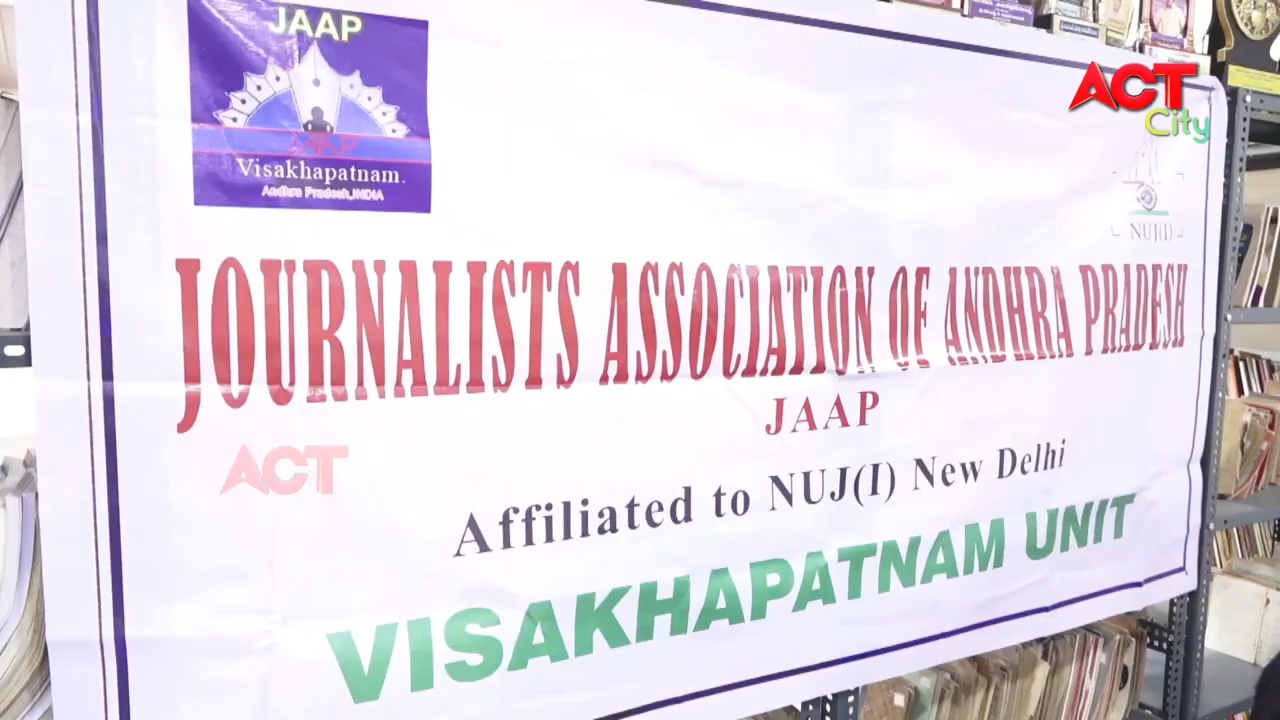 JAAP
JAAP
Visakhapatnam.
Andhra Pradesh,INDIA
ACT
City
NUJ(I)
JOURNALISTS ASSOCIATION OF ANDHRA PRADESH
JAAP
ACT
Affiliated to NUJ(I) New Delhi
VISAKHAPATNAM UNIT